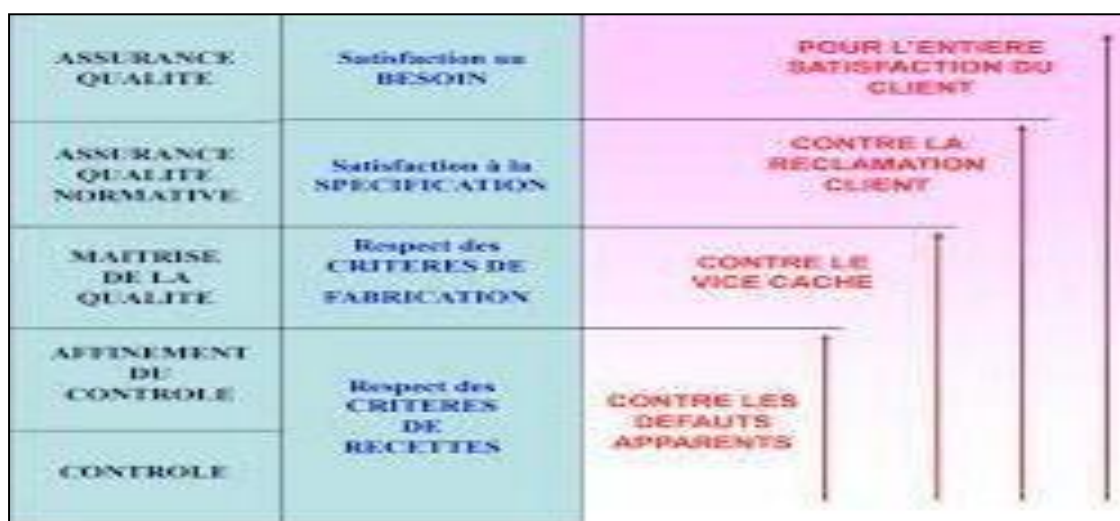 ASSURANCE
QUALITE
Satisfaction au
BESOIN
POUR L'ENTIERE
SATISFACTION DU
CLIENT
ASSURANCE
QUALITE
NORMATIVE
Satisfaction à la
SPECIFICATION
CONTRE LA
RECLAMATION
CLIENT
MAITRISE
DE LA
QUALITE
Respect des
CRITERES DE
FABRICATION
CONTRE LE
VICE CACHE
AFFINEMENT
DU
CONTROLE
Respect des
CRITERES
DE
RECETTES
CONTRE LES
DEFAUTS
APPARENTS
CONTROLE